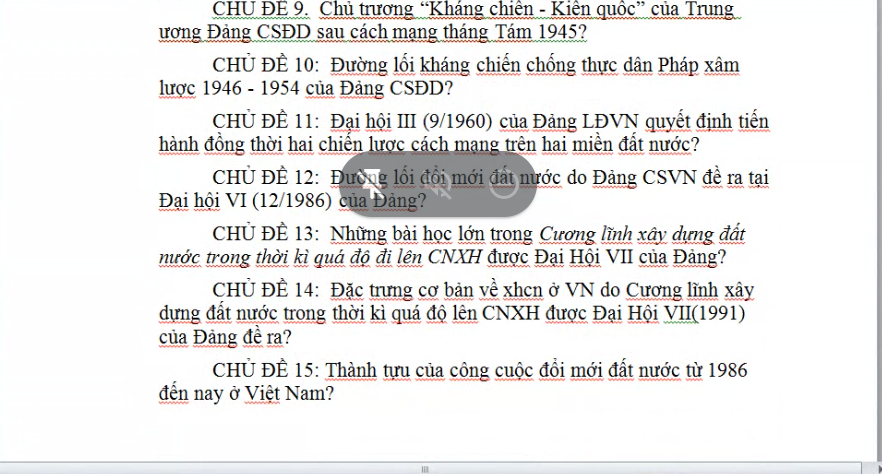 CHỦ ĐỀ 9. Chủ trương “Kháng chiến - Kiến quốc” của Trung
ương Đảng CSĐD sau cách mạng tháng Tám 1945?
CHỦ ĐỀ 10: Đường lối kháng chiến chống thực dân Pháp xâm
lược 1946 - 1954 của Đảng CSĐD?
CHỦ ĐỀ 11: Đại hội III (9/1960) của Đảng LĐVN quyết định tiến
hành đồng thời hai chiến lược cách mạng trên hai miền đất nước?
CHỦ ĐỀ 12: Đường lối đổi mới đất nước do Đảng CSVN đề ra tại
Đại hội VI (12/1986) của Đảng?
CHỦ ĐỀ 13: Những bài học lớn trong Cương lĩnh xây dựng đất
nước trong thời kì quá độ đi lên CNXH được Đại Hội VII của Đảng?
CHỦ ĐỀ 14: Đặc trưng cơ bản về xhcn ở VN do Cương lĩnh xây
dựng đất nước trong thời kì quá độ lên CNXH được Đại Hội VII(1991)
của Đảng đề ra?
CHỦ ĐỀ 15: Thành tựu của công cuộc đổi mới đất nước từ 1986
đến nay ở Việt Nam?